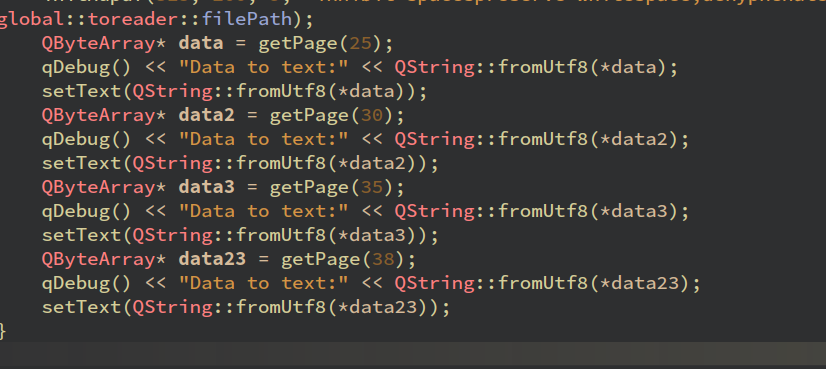 global::toreader::filePath);
QByteArray* data = getPage(25);
qDebug() << "Data to text:" << QString::fromUtf8(*data);
setText(QString::fromUtf8(*data));
QByteArray* data2 = getPage(30);
qDebug() << "Data to text:" << QString::fromUtf8(*data2);
setText(QString::fromUtf8(*data2));
QByteArray* data3 = getPage(35);
qDebug() << "Data to text:" << QString::fromUtf8(*data3);
setText(QString::fromUtf8(*data3));
QByteArray* data23 = getPage(38);
qDebug() << "Data to text:" << QString::fromUtf8(*data23);
setText(QString::fromUtf8(*data23));
}